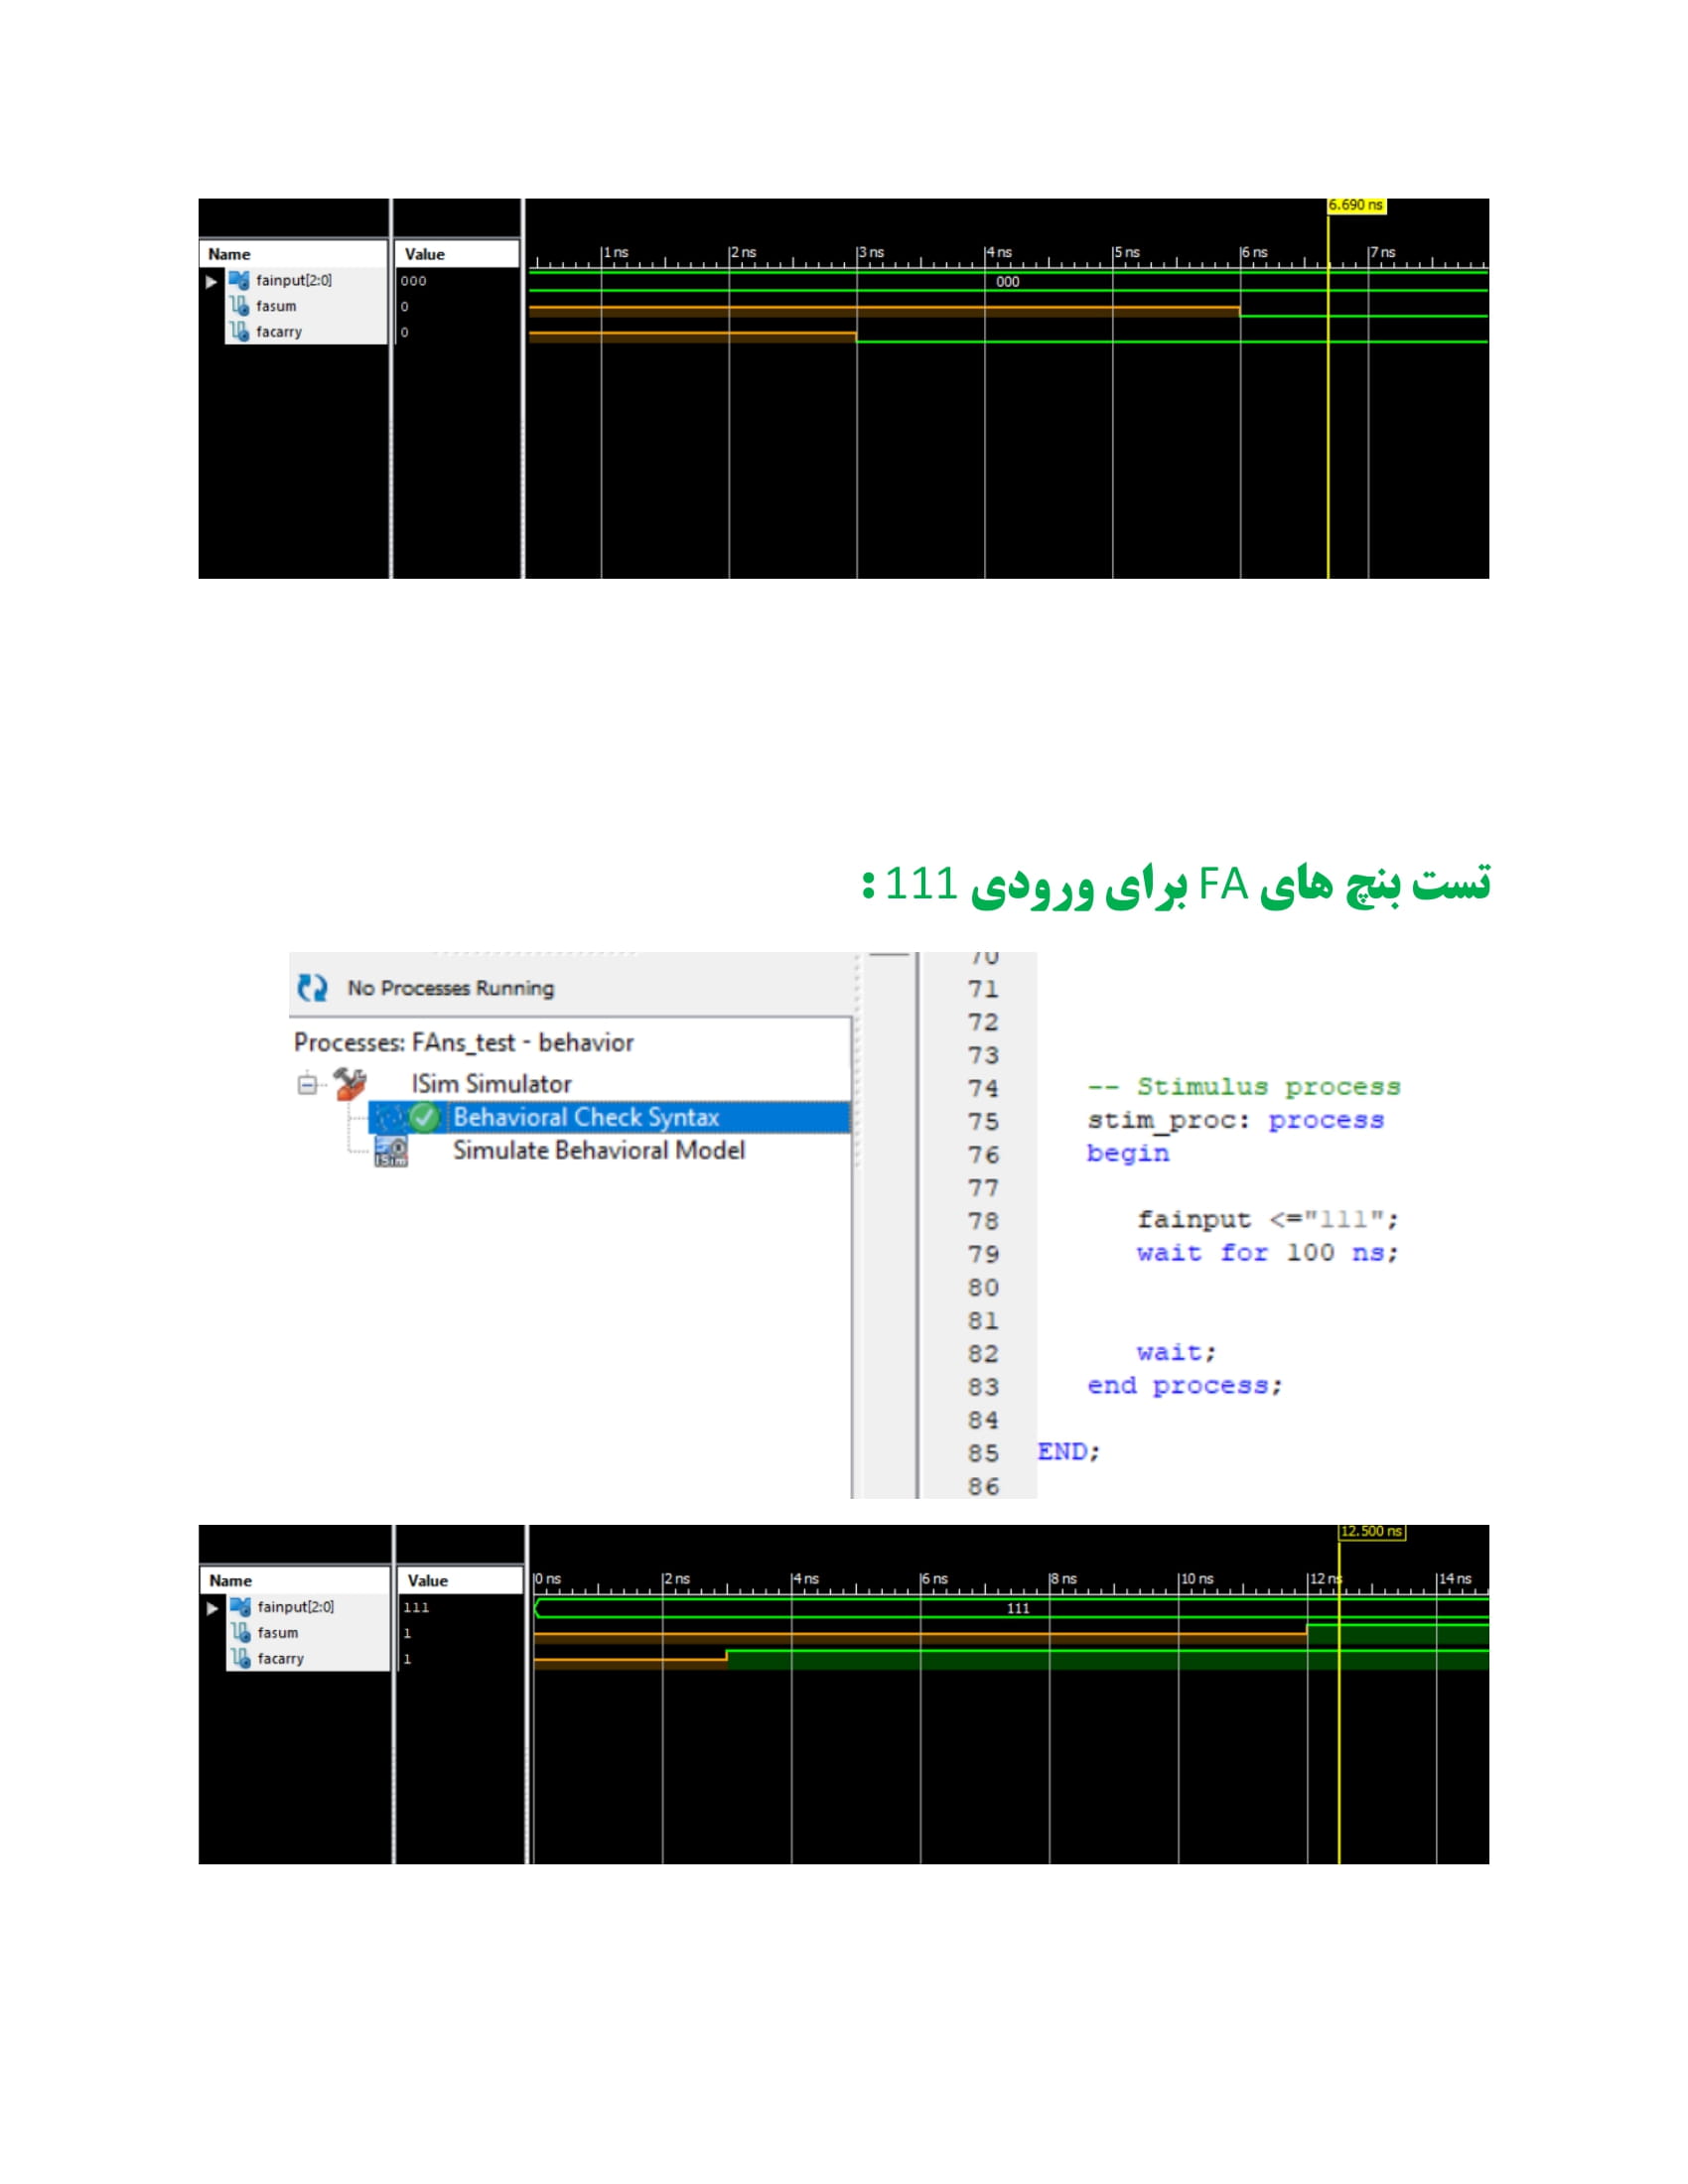 6.690 ns
Name Value 1 ns 2 ns 3 ns 4 ns 5 ns 6 ns 7 ns
fainput[2:0] 000 000
fasum 0
facarry 0
تست بنچ های FA برای ورودی 111 :
No Processes Running
Processes: FAns_test - behavior
ISim Simulator
Behavioral Check Syntax
ISim Simulate Behavioral Model
70
71
72
73
74 -- Stimulus process
75 stim_proc: process
76 begin
77
78 fainput <="111";
79 wait for 100 ns;
80
81
82 wait;
83 end process;
84
85 END;
86
12.500 ns
Name Value 0 ns 2 ns 4 ns 6 ns 8 ns 10 ns 12 ns 14 ns
fainput[2:0] 111 111
fasum 1
facarry 1